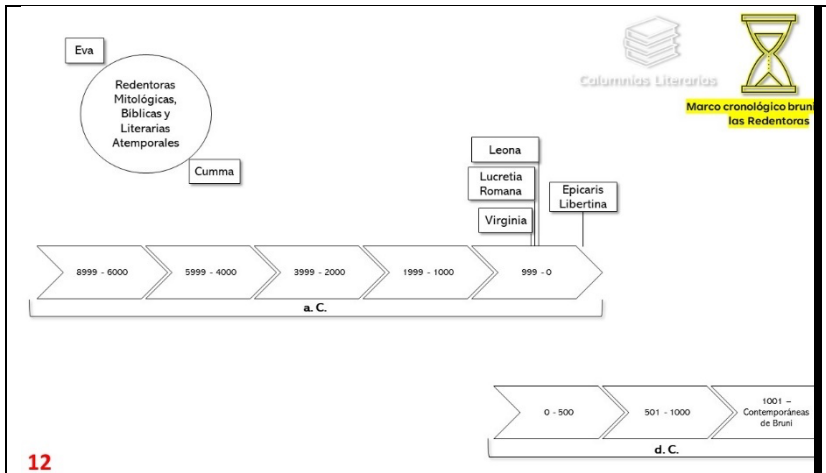 Eva
Redentoras
Mitológicas,
Bíblicas y
Literarias
Atemporales
Cumma
Calumnias Literarias
Marco cronológico bruni
las Redentoras
Leona
Lucretia
Romana
Virginia
Epicaris
Libertina
8999 - 6000
5999 - 4000
3999 - 2000
1999 - 1000
999 - 0
a. C.
0 - 500
501 - 1000
1001 –
Contemporáneas
de Bruni
d. C.
12